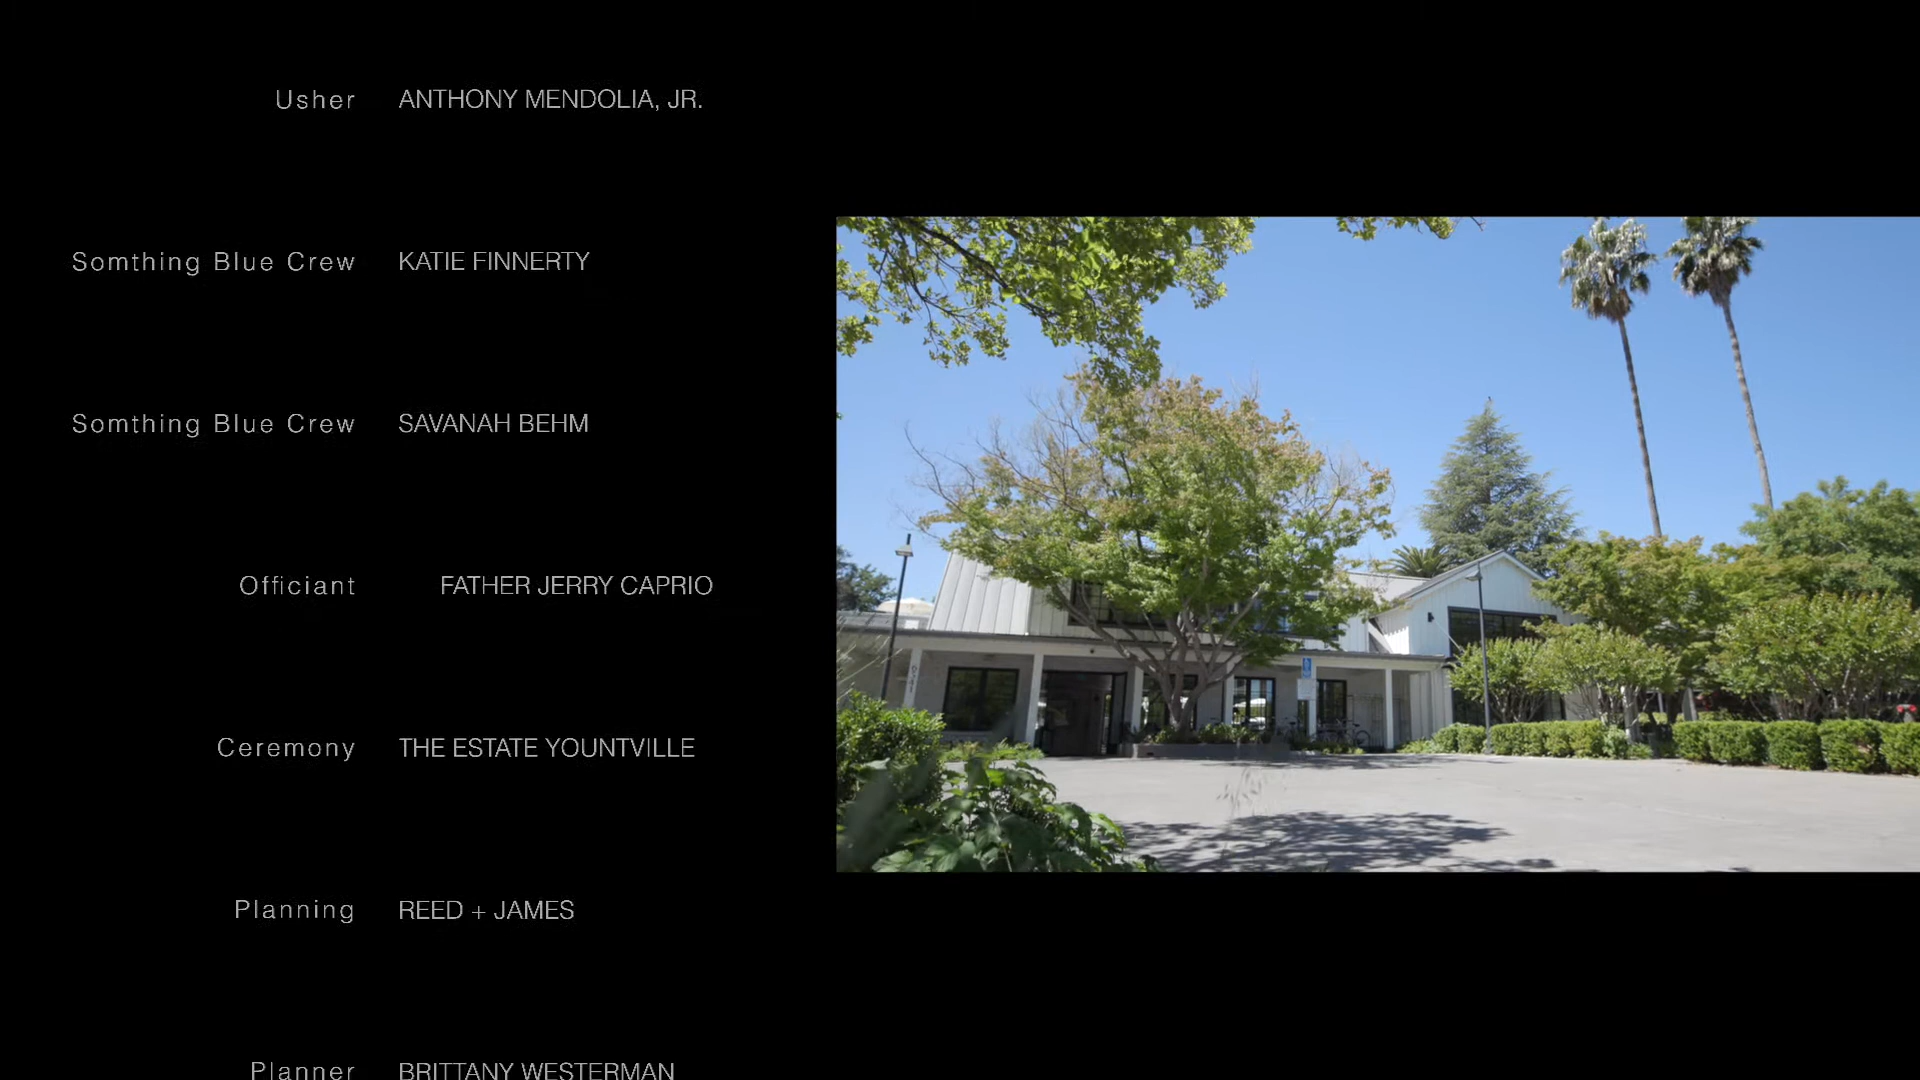 Usher ANTHONY MENDOLIA, JR.
Somthing Blue Crew KATIE FINNERTY
Somthing Blue Crew SAVANAH BEHM
Officiant FATHER JERRY CAPRIO
Ceremony THE ESTATE YOUNTVILLE
Planning REED + JAMES
Planner BRITTANY WESTERMAN